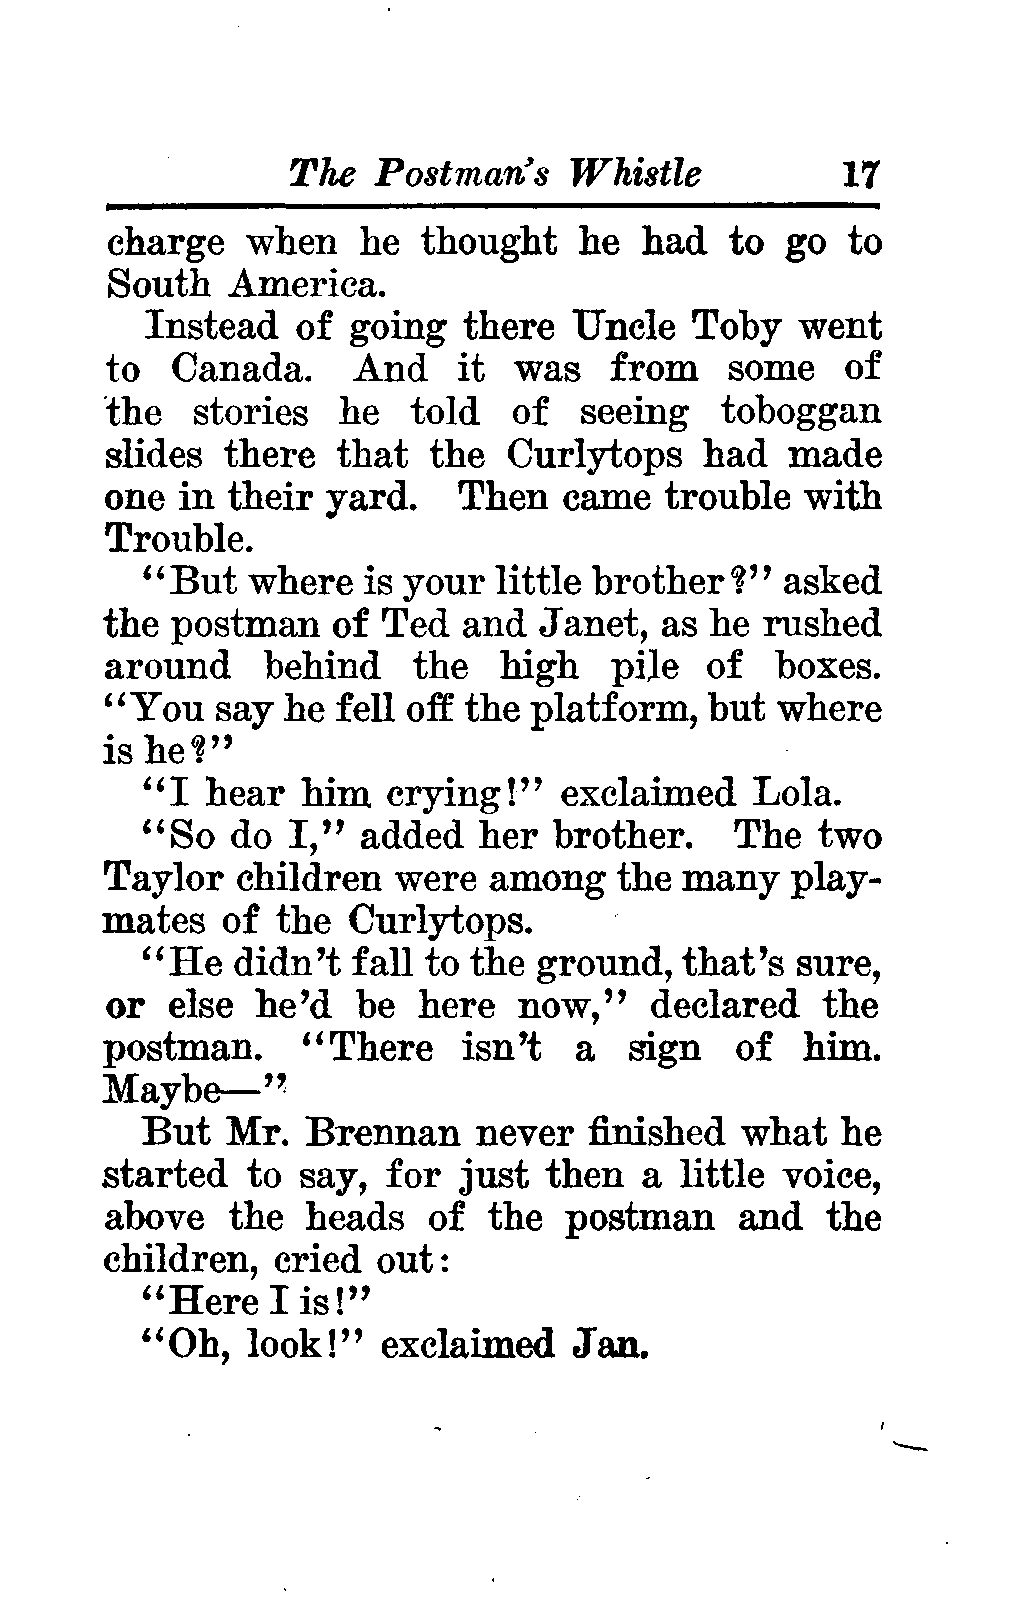 The Postman's Whistle 17
charge when he thought he had to go to
South America.
Instead of going there Uncle Toby went
to Canada. And it was from some of
the stories he told of seeing toboggan
slides there that the Curlytops had made
one in their yard. Then came trouble with
Trouble.
"But where is your little brother?" asked
the postman of Ted and Janet, as he rushed
around behind the high pile of boxes.
"You say he fell off the platform, but where
is he?"
"I hear him crying!" exclaimed Lola.
"So do I," added her brother. The two
Taylor children were among the many play-
mates of the Curlytops.
"He didn't fall to the ground, that's sure,
or else he'd be here now," declared the
postman. "There isn't a sign of him.
Maybe—"
But Mr. Brennan never finished what he
started to say, for just then a little voice,
above the heads of the postman and the
children, cried out:
"Here I is!"
"Oh, look!" exclaimed Jan.